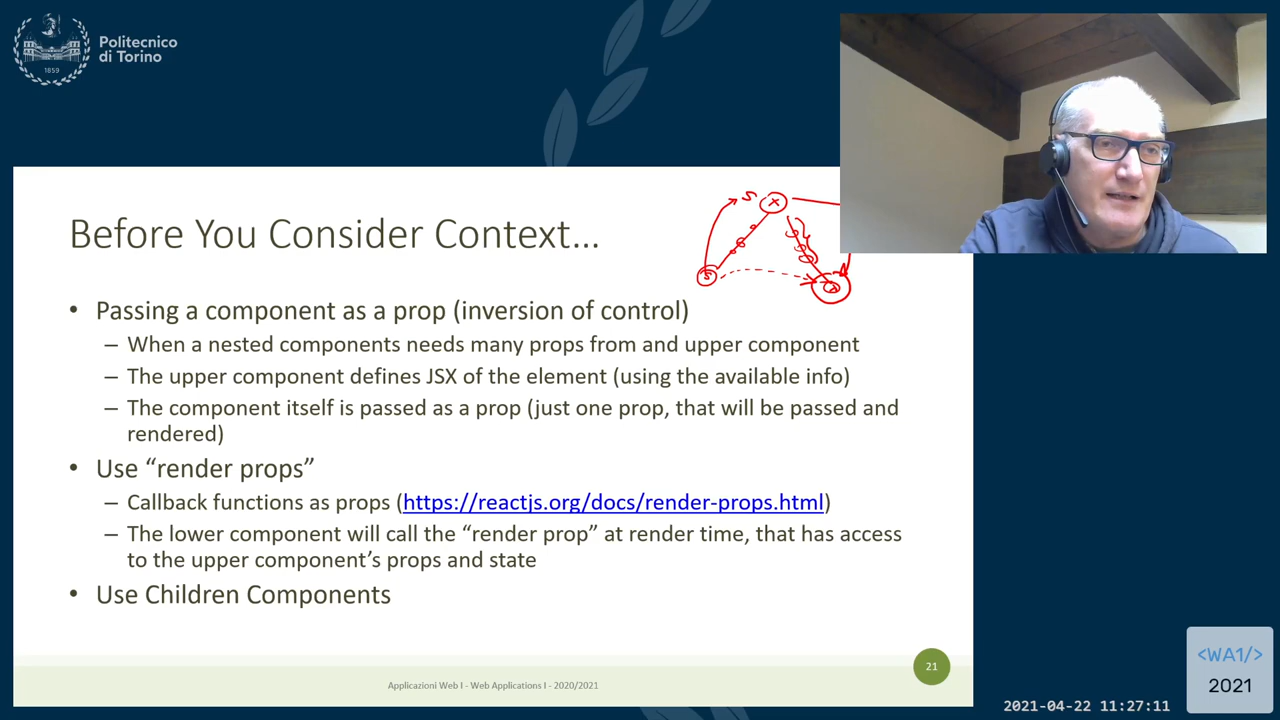 Politecnico
di Torino
1859
Before You Consider Context…
S
X
S
• Passing a component as a prop (inversion of control)
– When a nested components needs many props from and upper component
– The upper component defines JSX of the element (using the available info)
– The component itself is passed as a prop (just one prop, that will be passed and
rendered)
• Use “render props”
– Callback functions as props (https://reactjs.org/docs/render-props.html)
– The lower component will call the “render prop” at render time, that has access
to the upper component’s props and state
• Use Children Components
21
Applicazioni Web I - Web Applications I - 2020/2021
<WA1/>
2021
2021-04-22 11:27:11